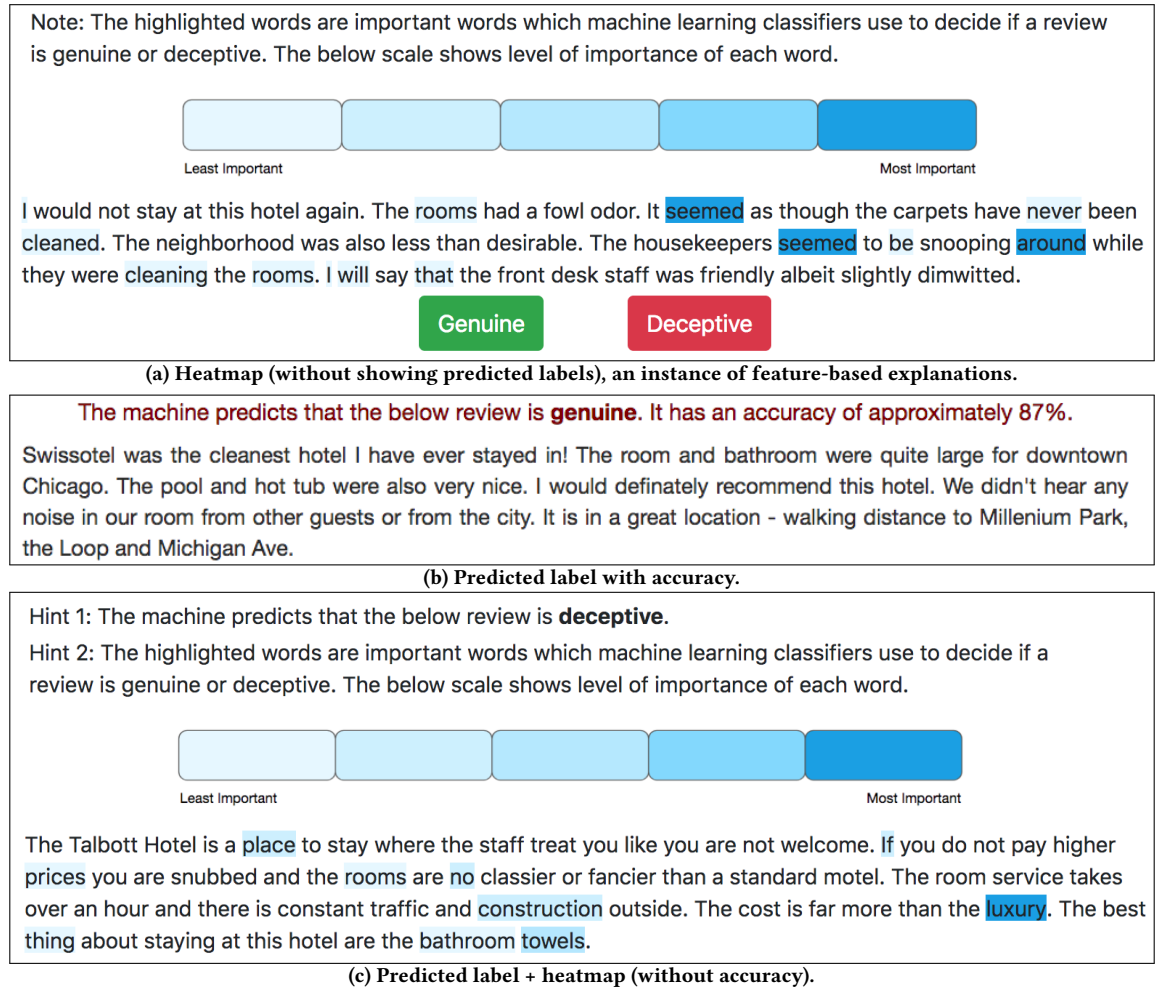 Note: The highlighted words are important words which machine learning classifiers use to decide if a review
is genuine or deceptive. The below scale shows level of importance of each word.
Least Important
Most Important
I would not stay at this hotel again. The rooms had a fowl odor. It seemed as though the carpets have never been
cleaned. The neighborhood was also less than desirable. The housekeepers seemed to be snooping around while
they were cleaning the rooms. I will say that the front desk staff was friendly albeit slightly dimwitted.
Genuine
Deceptive
(a) Heatmap (without showing predicted labels), an instance of feature-based explanations.
The machine predicts that the below review is genuine. It has an accuracy of approximately 87%.
Swissotel was the cleanest hotel I have ever stayed in! The room and bathroom were quite large for downtown
Chicago. The pool and hot tub were also very nice. I would definately recommend this hotel. We didn't hear any
noise in our room from other guests or from the city. It is in a great location - walking distance to Millenium Park,
the Loop and Michigan Ave.
(b) Predicted label with accuracy.
Hint 1: The machine predicts that the below review is deceptive.
Hint 2: The highlighted words are important words which machine learning classifiers use to decide if a
review is genuine or deceptive. The below scale shows level of importance of each word.
Least Important
Most Important
The Talbott Hotel is a place to stay where the staff treat you like you are not welcome. If you do not pay higher
prices you are snubbed and the rooms are no classier or fancier than a standard motel. The room service takes
over an hour and there is constant traffic and construction outside. The cost is far more than the luxury. The best
thing about staying at this hotel are the bathroom towels.
(c) Predicted label + heatmap (without accuracy).